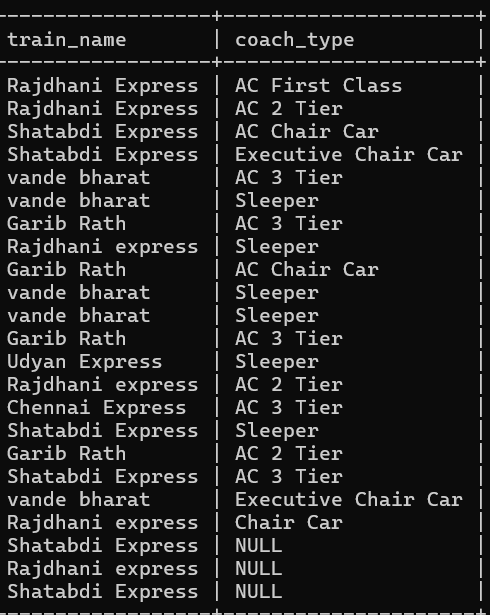 train_name | coach_type |
Rajdhani Express | AC First Class |
Rajdhani Express | AC 2 Tier |
Shatabdi Express | AC Chair Car |
Shatabdi Express | Executive Chair Car |
vande bharat | AC 3 Tier |
vande bharat | Sleeper |
Garib Rath | AC 3 Tier |
Rajdhani express | Sleeper |
Garib Rath | AC Chair Car |
vande bharat | Sleeper |
vande bharat | Sleeper |
Garib Rath | AC 3 Tier |
Udyan Express | Sleeper |
Rajdhani express | AC 2 Tier |
Chennai Express | AC 3 Tier |
Shatabdi Express | Sleeper |
Garib Rath | AC 2 Tier |
Shatabdi Express | AC 3 Tier |
vande bharat | Executive Chair Car |
Rajdhani express | Chair Car |
Shatabdi Express | NULL |
Rajdhani express | NULL |
Shatabdi Express | NULL |